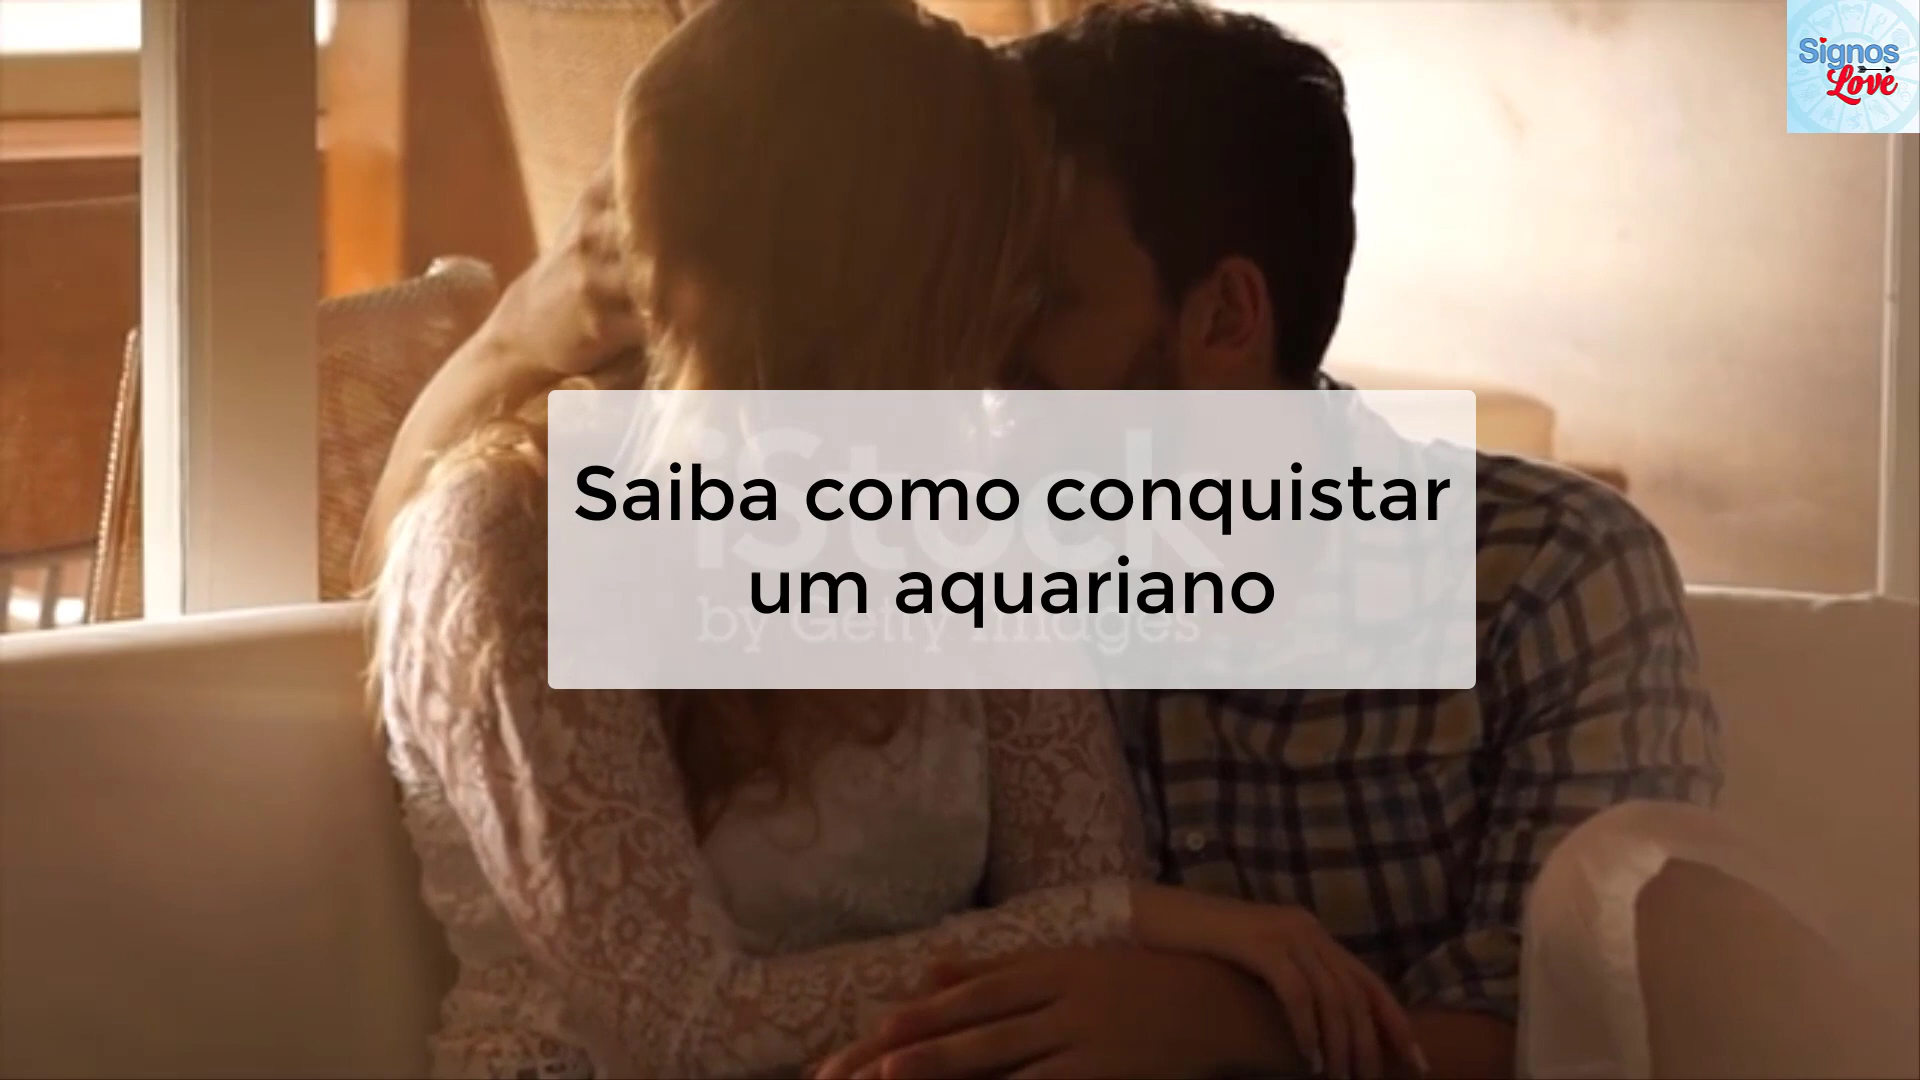 Signos
Love
Saiba como conquistar
um aquariano
iStock
by Getty Images